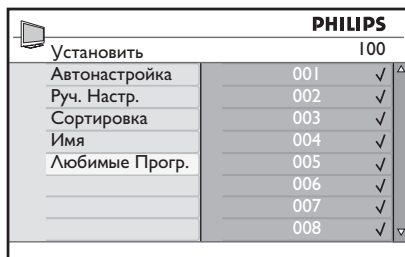 PHILIPS
Установить 100
Автонастройка 001 ✓
Руч. Настр. 002 ✓
Сортировка 003 ✓
Имя 004 ✓
Любимые Прогр. 005 ✓
006 ✓
007 ✓
008 ✓